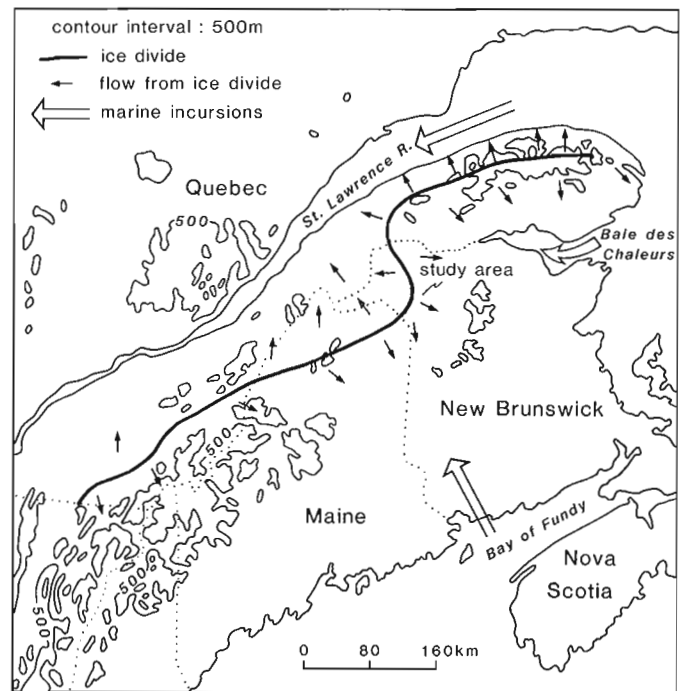 contour interval : 500m
ice divide
flow from ice divide
marine incursions
Quebec
500
St. Lawrence R.
Baie des
Chaleurs
study area
New Brunswick
500
Maine
Bay of Fundy
Nova
Scotia
500
500
0 80 160km